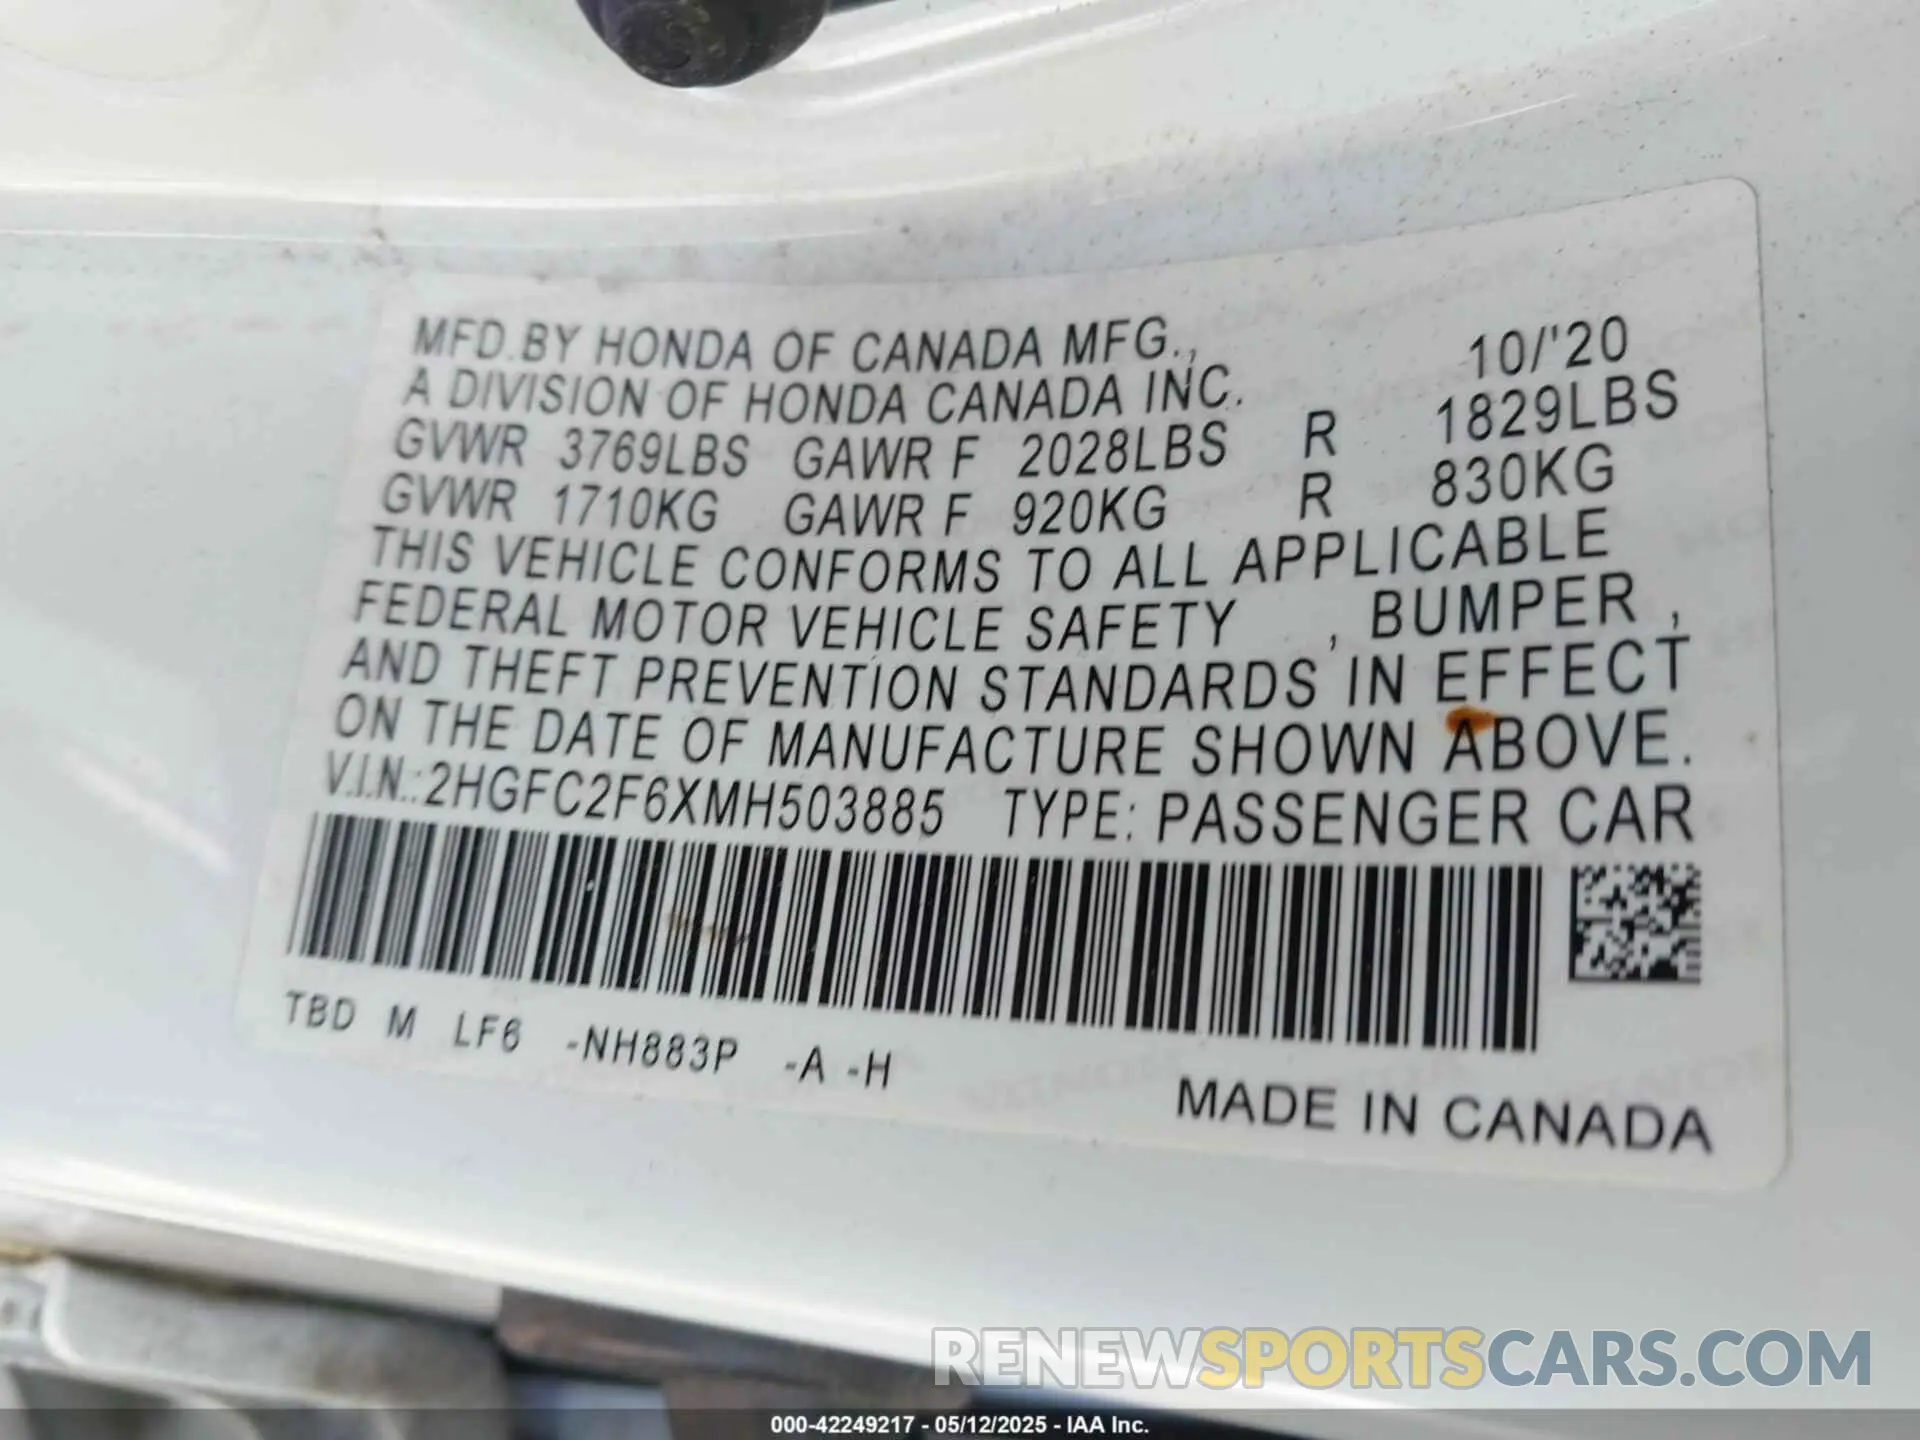 MFD.BY HONDA OF CANADA MFG., 10/'20
A DIVISION OF HONDA CANADA INC.
GVWR 3769LBS GAWR F 2028LBS R 1829LBS
GVWR 1710KG GAWR F 920KG R 830KG
THIS VEHICLE CONFORMS TO ALL APPLICABLE
FEDERAL MOTOR VEHICLE SAFETY , BUMPER ,
AND THEFT PREVENTION STANDARDS IN EFFECT
ON THE DATE OF MANUFACTURE SHOWN ABOVE.
V.I.N.:2HGFC2F6XMH503885 TYPE: PASSENGER CAR
TBD M LF6 -NH883P -A -H
MADE IN CANADA
RENEWSPORTSCARS.COM
000-42249217 - 05/12/2025 - IAA Inc.